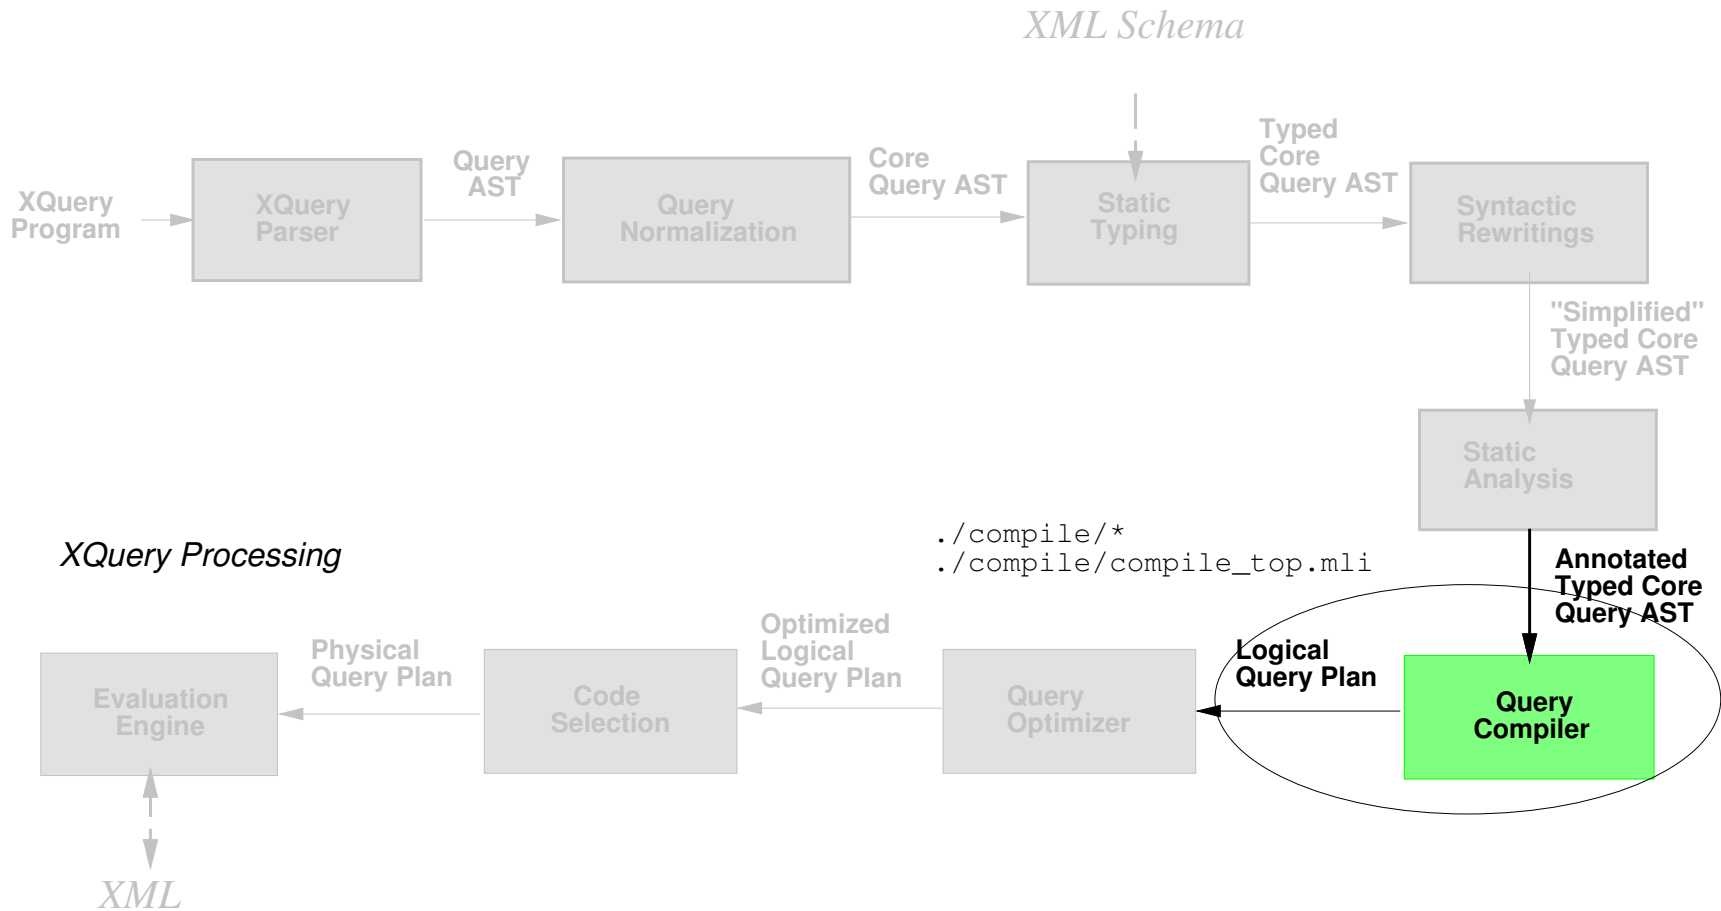 XML Schema
XQuery
Program
XQuery
Parser
Query
AST
Query
Normalization
Core
Query AST
Static
Typing
Typed
Core
Query AST
Syntactic
Rewritings
"Simplified"
Typed Core
Query AST
Static
Analysis
XQuery Processing
./compile/*
./compile/compile_top.mli
Annotated
Typed Core
Query AST
Query
Compiler
Logical
Query Plan
Query
Optimizer
Optimized
Logical
Query Plan
Code
Selection
Physical
Query Plan
Evaluation
Engine
XML